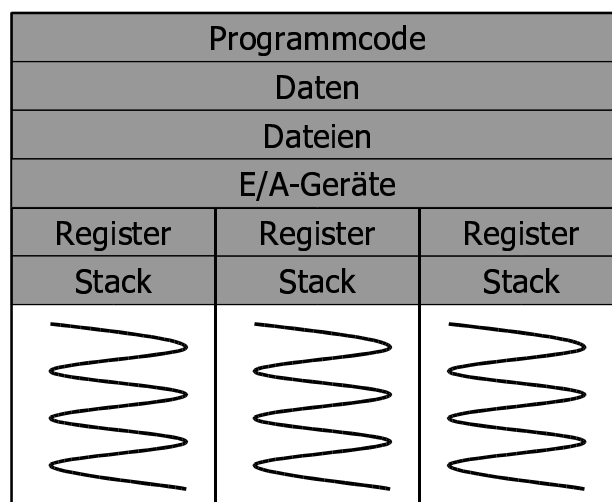 Programmcode
Daten
Dateien
E/A-Geräte
Register Register Register
Stack Stack Stack